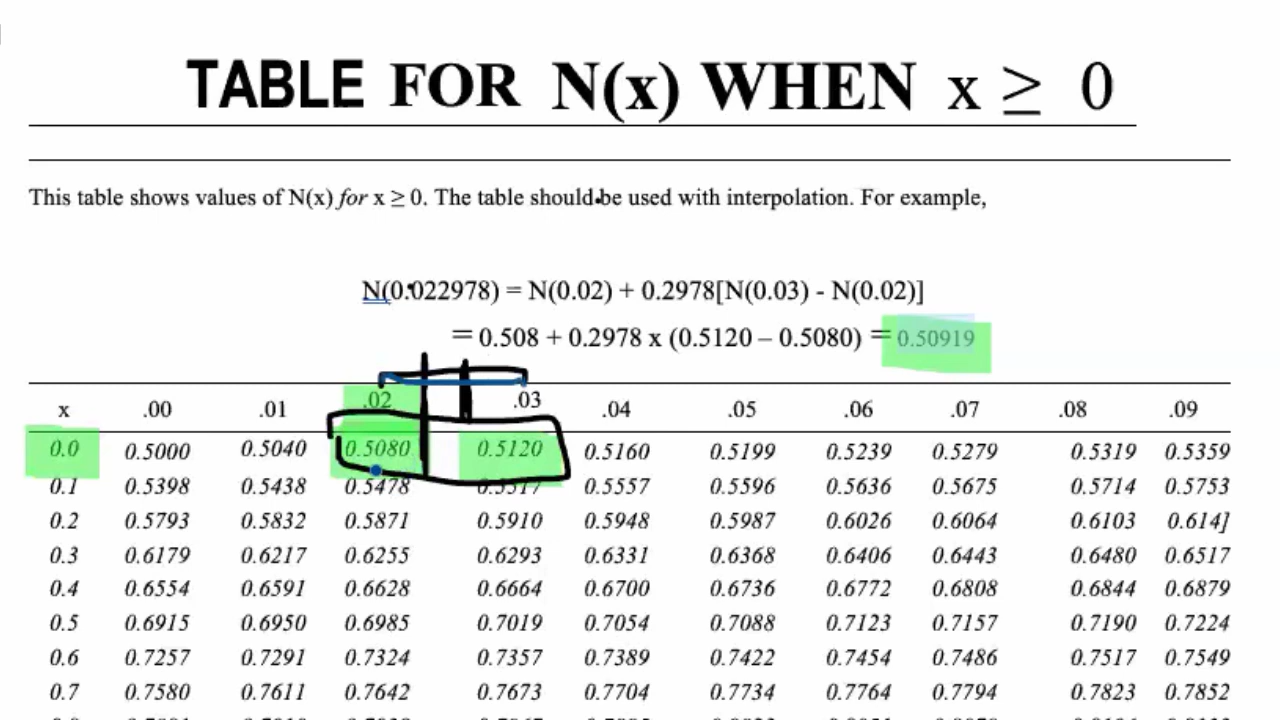 TABLE FOR N(x) WHEN x ≥ 0
This table shows values of N(x) for x ≥ 0. The table should be used with interpolation. For example,
N(0.022978) = N(0.02) + 0.2978[N(0.03) - N(0.02)]
= 0.508 + 0.2978 x (0.5120 – 0.5080) = 0.50919
x .00 .01 .02 .03 .04 .05 .06 .07 .08 .09
0.0 0.5000 0.5040 0.5080 0.5120 0.5160 0.5199 0.5239 0.5279 0.5319 0.5359
0.1 0.5398 0.5438 0.5478 0.5517 0.5557 0.5596 0.5636 0.5675 0.5714 0.5753
0.2 0.5793 0.5832 0.5871 0.5910 0.5948 0.5987 0.6026 0.6064 0.6103 0.614]
0.3 0.6179 0.6217 0.6255 0.6293 0.6331 0.6368 0.6406 0.6443 0.6480 0.6517
0.4 0.6554 0.6591 0.6628 0.6664 0.6700 0.6736 0.6772 0.6808 0.6844 0.6879
0.5 0.6915 0.6950 0.6985 0.7019 0.7054 0.7088 0.7123 0.7157 0.7190 0.7224
0.6 0.7257 0.7291 0.7324 0.7357 0.7389 0.7422 0.7454 0.7486 0.7517 0.7549
0.7 0.7580 0.7611 0.7642 0.7673 0.7704 0.7734 0.7764 0.7794 0.7823 0.7852